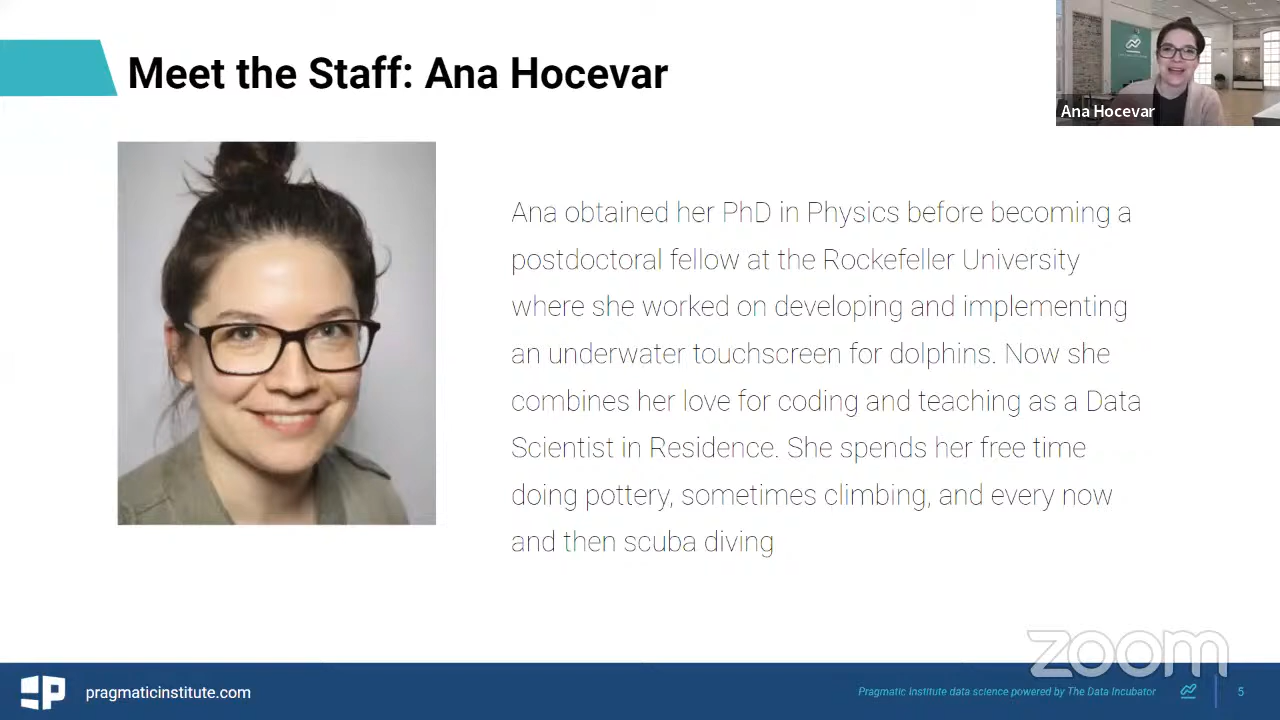 Meet the Staff: Ana Hocevar
Ana Hocevar
Ana obtained her PhD in Physics before becoming a
postdoctoral fellow at the Rockefeller University
where she worked on developing and implementing
an underwater touchscreen for dolphins. Now she
combines her love for coding and teaching as a Data
Scientist in Residence. She spends her free time
doing pottery, sometimes climbing, and every now
and then scuba diving
zoom
pragmaticinstitute.com
Pragmatic Institute data science powered by The Data Incubator
5